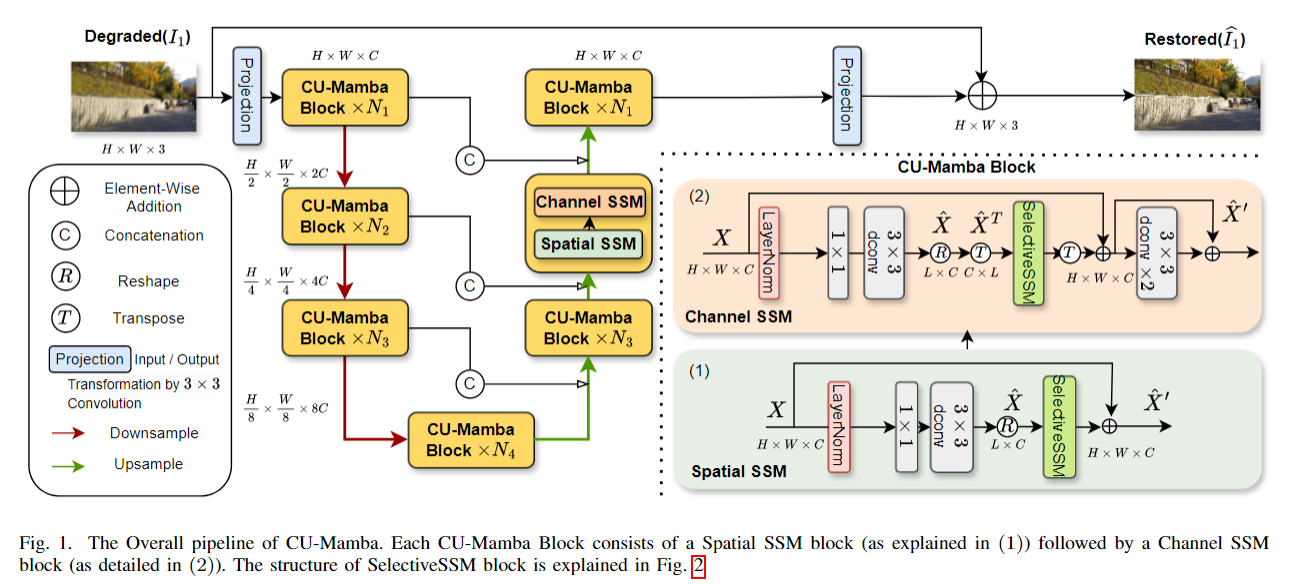 Degraded(I₁)
H × W × 3
Projection
H × W × C
CU-Mamba
Block ×N₁
C
H/2 × W/2 × 2C
CU-Mamba
Block ×N₂
C
H/4 × W/4 × 4C
CU-Mamba
Block ×N₃
C
H/8 × W/8 × 8C
CU-Mamba
Block ×N₄
CU-Mamba
Block ×N₃
Channel SSM
Spatial SSM
H × W × C
CU-Mamba
Block ×N₁
Projection
H × W × 3
Restored(Î₁)
Element-Wise
Addition
C
Concatenation
R
Reshape
T
Transpose
Projection Input / Output
Transformation by 3 × 3
Convolution
Downsample
Upsample
CU-Mamba Block
(2)
X
H × W × C
LayerNorm
1 × 1
3 × 3
dconv
X̂
R
L × C
X̂ᵀ
T
C × L
SelectiveSSM
T
H × W × C
3 × 3
dconv ×2
X̂′
Channel SSM
(1)
X
H × W × C
LayerNorm
1 × 1
3 × 3
dconv
X̂
R
L × C
SelectiveSSM
H × W × C
X̂′
Spatial SSM
Fig. 1. The Overall pipeline of CU-Mamba. Each CU-Mamba Block consists of a Spatial SSM block (as explained in (1)) followed by a Channel SSM
block (as detailed in (2)). The structure of SelectiveSSM block is explained in Fig. 2